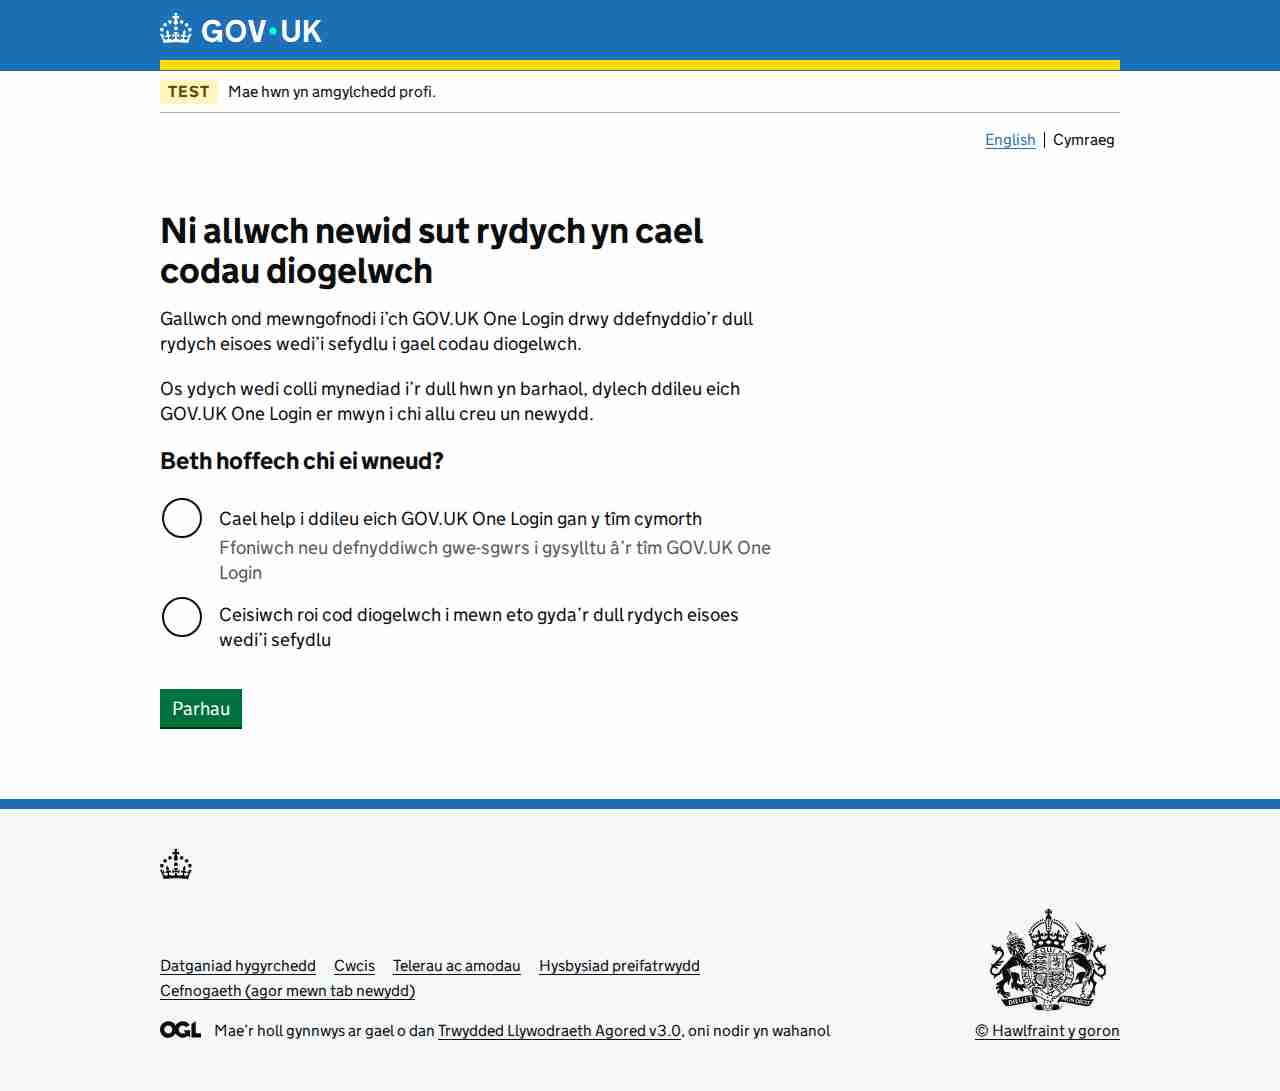 GOV·UK
TEST Mae hwn yn amgylchedd profi.
English Cymraeg
Ni allwch newid sut rydych yn cael
codau diogelwch
Gallwch ond mewngofnodi i’ch GOV.UK One Login drwy ddefnyddio’r dull
rydych eisoes wedi’i sefydlu i gael codau diogelwch.
Os ydych wedi colli mynediad i’r dull hwn yn barhaol, dylech ddileu eich
GOV.UK One Login er mwyn i chi allu creu un newydd.
Beth hoffech chi ei wneud?
Cael help i ddileu eich GOV.UK One Login gan y tîm cymorth
Ffoniwch neu defnyddiwch gwe-sgwrs i gysylltu â’r tîm GOV.UK One
Login
Ceisiwch roi cod diogelwch i mewn eto gyda’r dull rydych eisoes
wedi’i sefydlu
Parhau
Datganiad hygyrchedd Cwcis Telerau ac amodau Hysbysiad preifatrwydd
Cefnogaeth (agor mewn tab newydd)
OGL Mae’r holl gynnwys ar gael o dan Trwydded Llywodraeth Agored v3.0, oni nodir yn wahanol
© Hawlfraint y goron